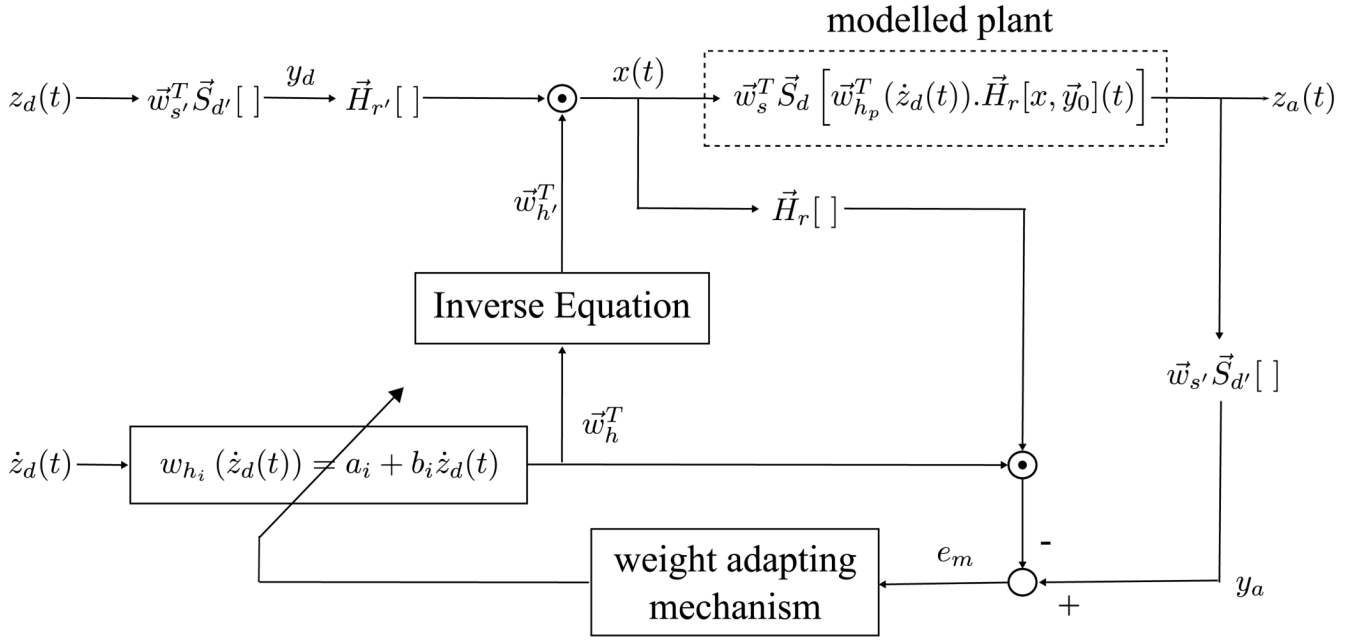 modelled plant
$z_d(t)$ $\vec{w}_{s'}^T \vec{S}_{d'}[\ ]$ $y_d$ $\vec{H}_{r'}[\ ]$ $x(t)$ $\vec{w}_s^T \vec{S}_d \left[ \vec{w}_{h_p}^T(\dot{z}_d(t)).\vec{H}_r[x, \vec{y}_0](t) \right]$ $z_a(t)$
$\vec{w}_{h'}^T$ $\vec{H}_r[\ ]$
Inverse Equation
$\vec{w}_{s'} \vec{S}_{d'}[\ ]$
$\vec{w}_h^T$
$\dot{z}_d(t)$ $w_{h_i}(\dot{z}_d(t)) = a_i + b_i \dot{z}_d(t)$
-
weight adapting
mechanism
$e_m$ + $y_a$